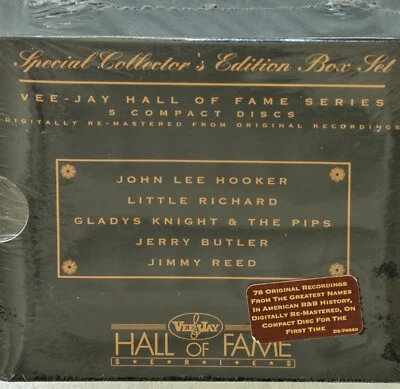 Special Collector's Edition Box Set
VEE-JAY HALL OF FAME SERIES
5 COMPACT DISCS
DIGITALLY RE-MASTERED FROM ORIGINAL RECORDINGS
JOHN LEE HOOKER
LITTLE RICHARD
GLADYS KNIGHT & THE PIPS
JERRY BUTLER
JIMMY REED
78 ORIGINAL RECORDINGS
FROM THE GREATEST NAMES
IN AMERICAN R&B HISTORY,
DIGITALLY RE-MASTERED, ON
COMPACT DISC FOR THE
FIRST TIME
VEE JAY
HALL OF FAME
SERIES